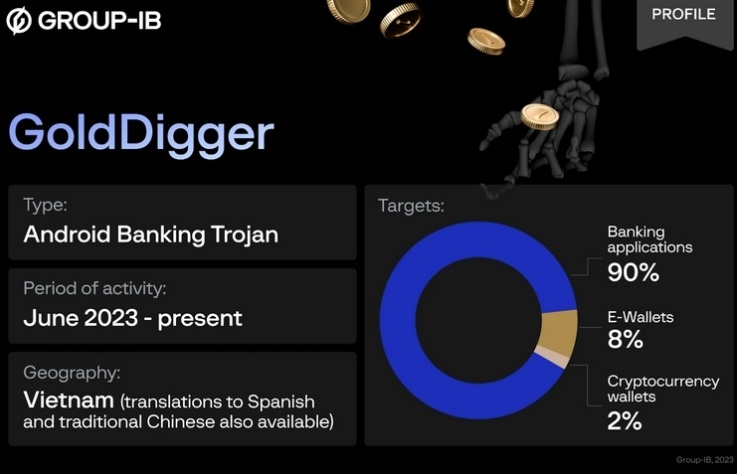 GROUP-IB
PROFILE
GoldDigger
Type:
Android Banking Trojan
Period of activity:
June 2023 - present
Geography:
Vietnam (translations to Spanish
and traditional Chinese also available)
Targets:
Banking
applications
90%
E-Wallets
8%
Cryptocurrency
wallets
2%
Group-IB, 2023